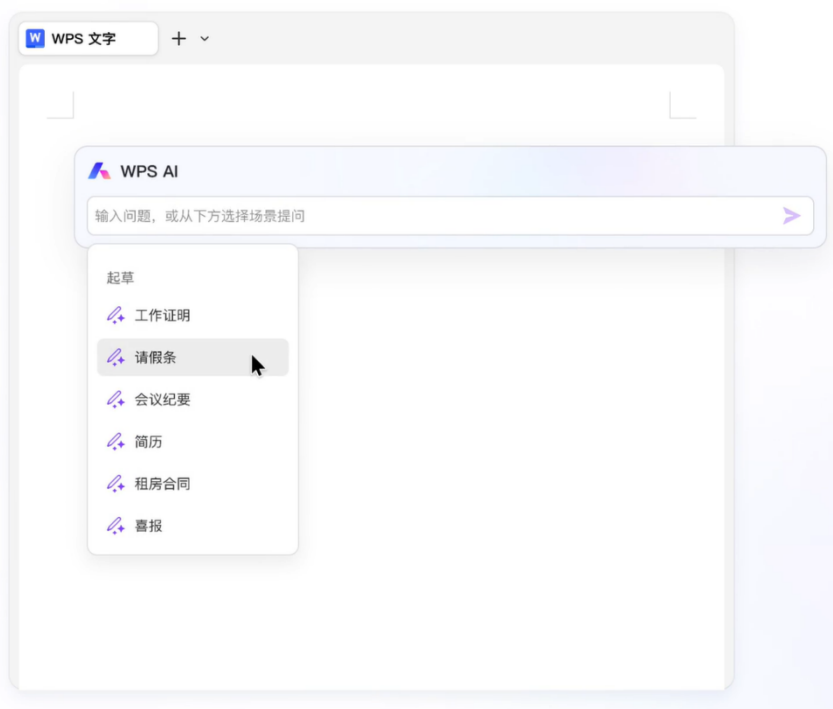 WPS 文字
WPS AI
输入问题，或从下方选择场景提问
起草
工作证明
请假条
会议纪要
简历
租房合同
喜报